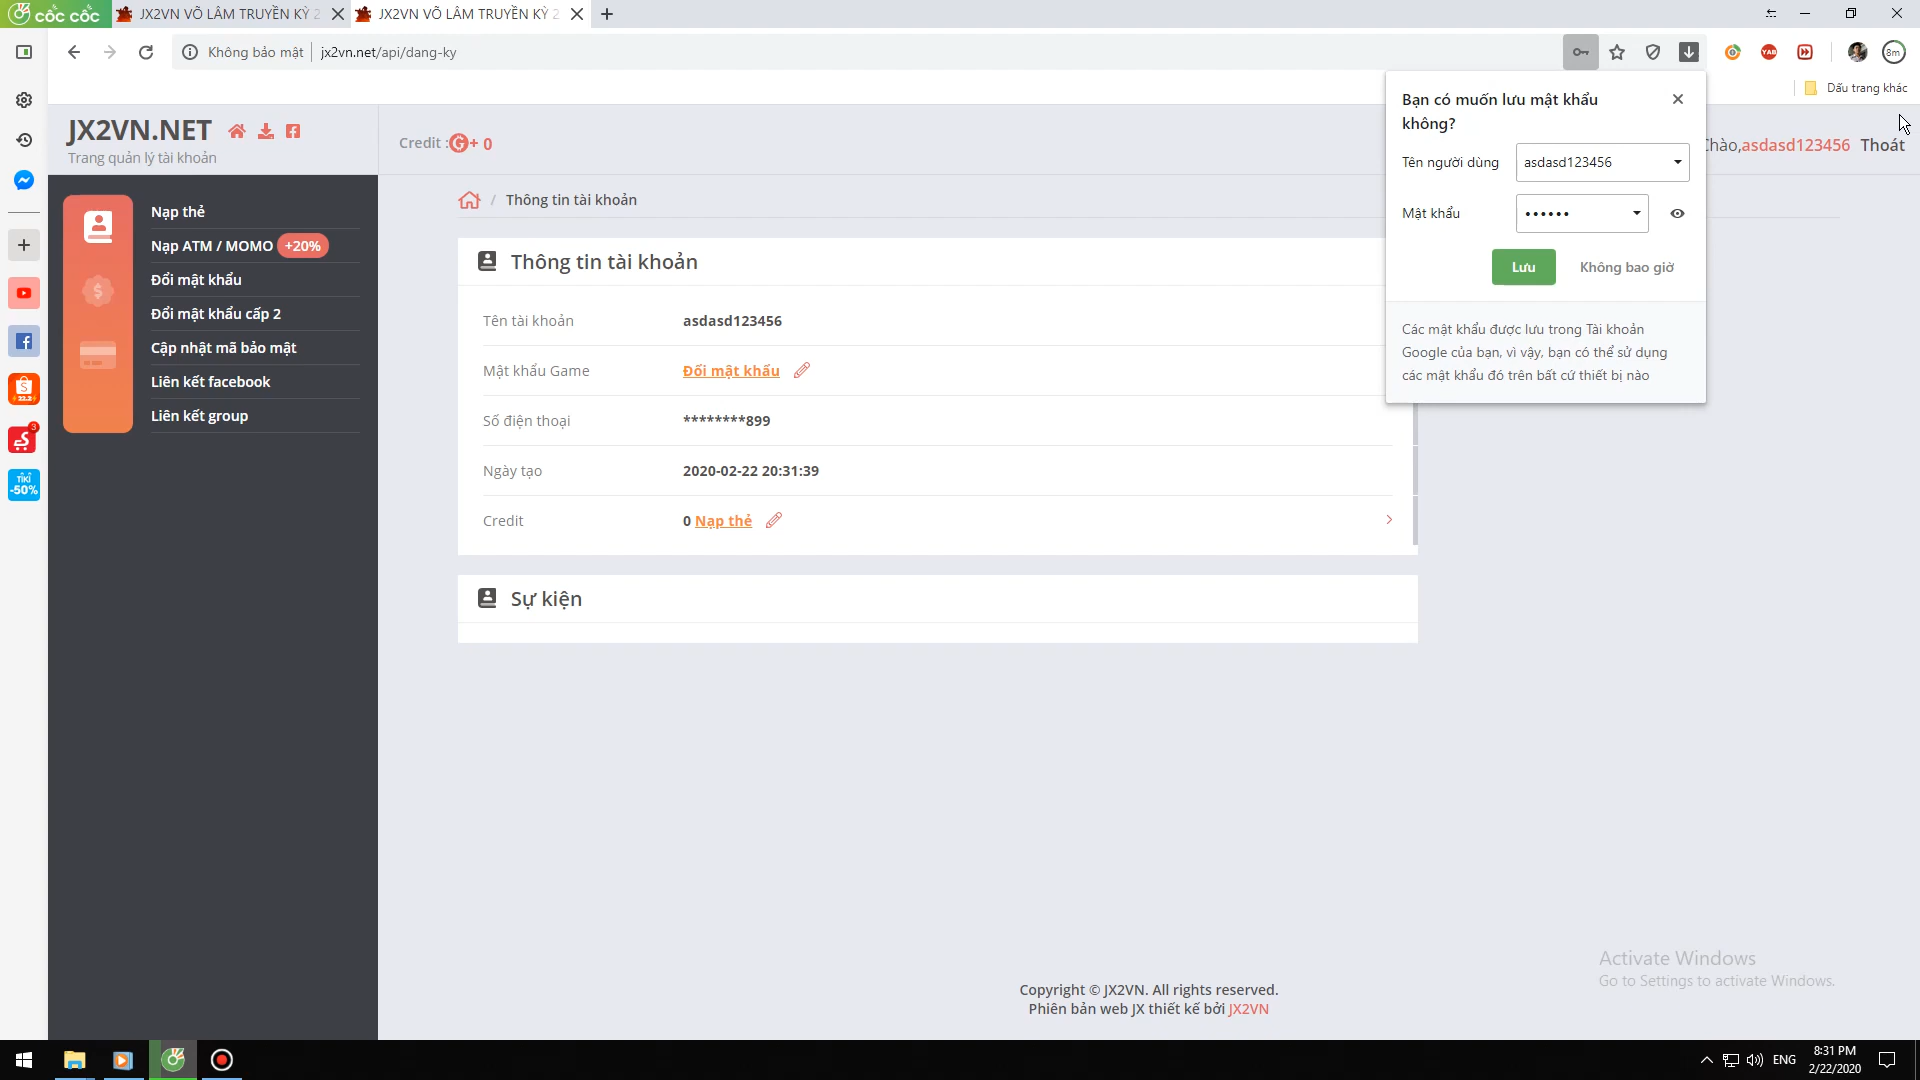 cốc cốc
JX2VN VÕ LÂM TRUYỀN KỲ 2
JX2VN VÕ LÂM TRUYỀN KỲ 2
Không bảo mật
jx2vn.net/api/dang-ky
8m
Dấu trang khác
JX2VN.NET
Trang quản lý tài khoản
Credit : + 0
Chào,asdasd123456 Thoát
Bạn có muốn lưu mật khẩu
không?
Tên người dùng
asdasd123456
Mật khẩu
••••••
Lưu
Không bao giờ
Các mật khẩu được lưu trong Tài khoản
Google của bạn, vì vậy, bạn có thể sử dụng
các mật khẩu đó trên bất cứ thiết bị nào
Nạp thẻ
Nạp ATM / MOMO +20%
Đổi mật khẩu
Đổi mật khẩu cấp 2
Cập nhật mã bảo mật
Liên kết facebook
Liên kết group
/ Thông tin tài khoản
Thông tin tài khoản
Tên tài khoản
asdasd123456
Mật khẩu Game
Đổi mật khẩu
Số điện thoại
********899
Ngày tạo
2020-02-22 20:31:39
Credit
0 Nạp thẻ
Sự kiện
3
TIKI
-50%
Activate Windows
Go to Settings to activate Windows.
Copyright © JX2VN. All rights reserved.
Phiên bản web JX thiết kế bởi JX2VN
ENG
8:31 PM
2/22/2020